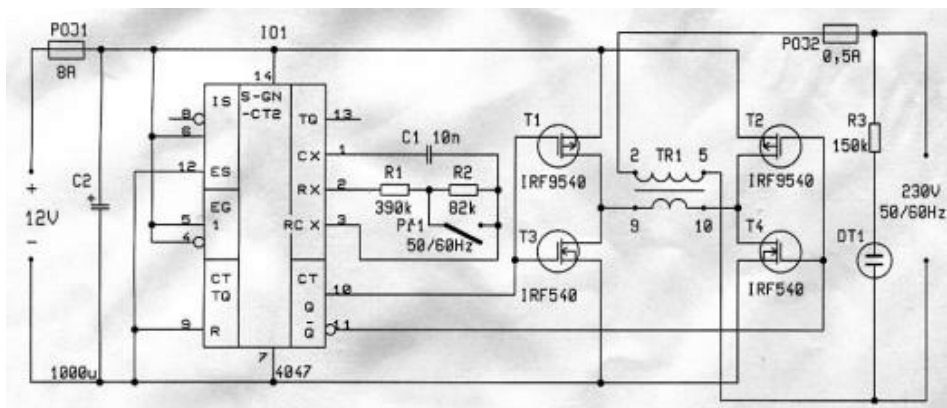 POJ1
8A
C2
+
+
12V
-
1000u
IO1
14
S-GN
-CT2
8
IS
6
12
ES
5
EG
1
4
CT
TQ
9
R
7
4047
TQ
13
CX
1
RX
2
RC X
3
CT
10
Q
Q
11
C1 10n
R1
390k
R2
82k
50/60Hz
T1
IRF9540
T3
IRF540
2
TR1
5
9
10
T2
IRF9540
T4
IRF540
POJ2
0,5A
R3
150k
DT1
230V
50/60Hz